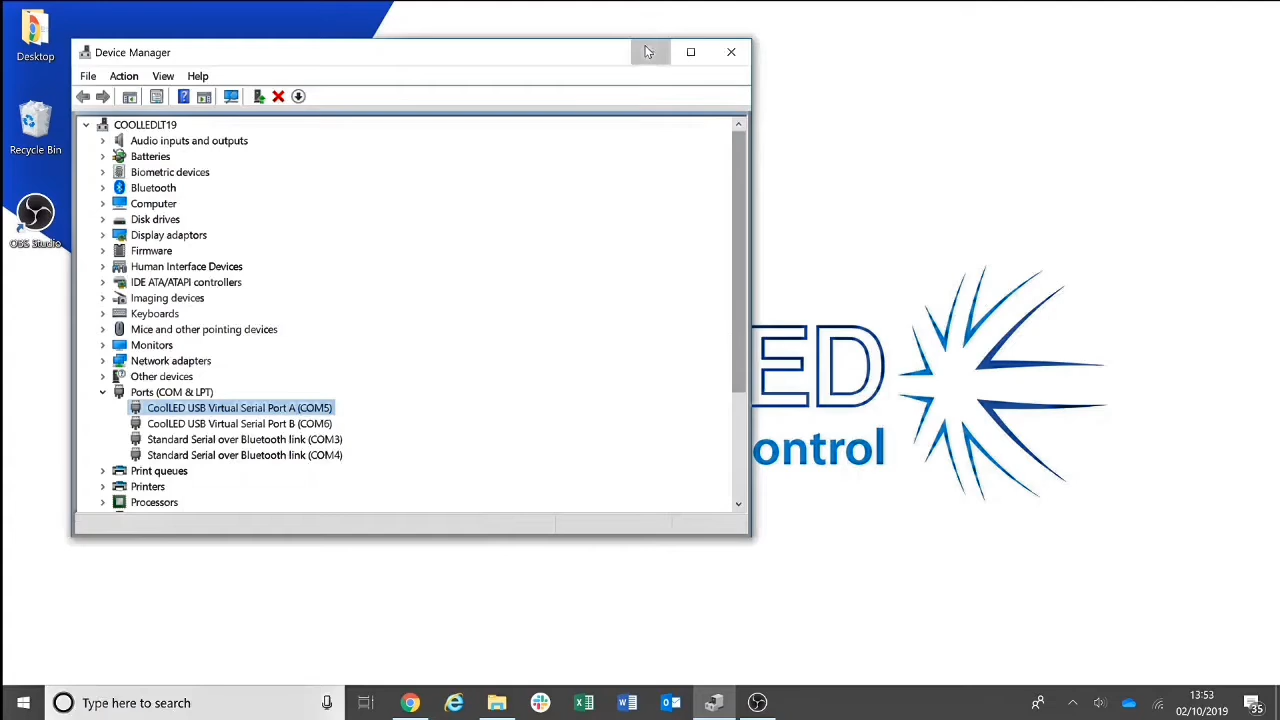 Desktop
Recycle Bin
OBS Studio
Device Manager
File Action View Help
COOLLEDLT19
Audio inputs and outputs
Batteries
Biometric devices
Bluetooth
Computer
Disk drives
Display adaptors
Firmware
Human Interface Devices
IDE ATA/ATAPI controllers
Imaging devices
Keyboards
Mice and other pointing devices
Monitors
Network adapters
Other devices
Ports (COM & LPT)
CoolLED USB Virtual Serial Port A (COM5)
CoolLED USB Virtual Serial Port B (COM6)
Standard Serial over Bluetooth link (COM3)
Standard Serial over Bluetooth link (COM4)
Print queues
Printers
Processors
ED
ontrol
Type here to search
13:53
02/10/2019
35